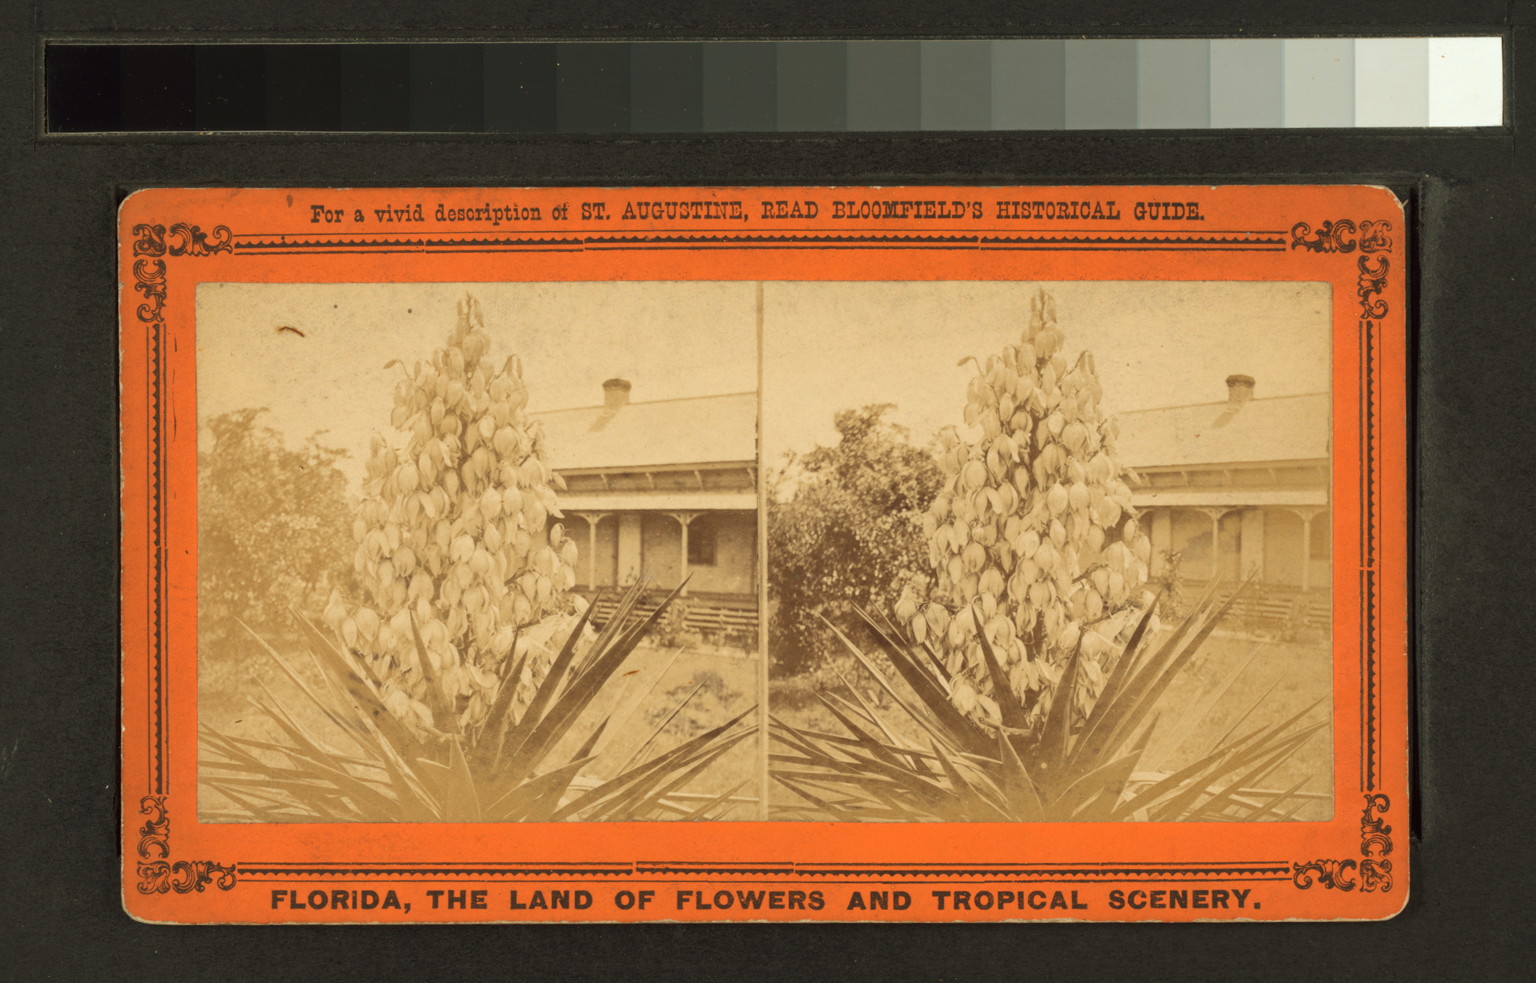 For a vivid description of ST. AUGUSTINE, READ BLOOMFIELD'S HISTORICAL GUIDE.
FLORIDA, THE LAND OF FLOWERS AND TROPICAL SCENERY.